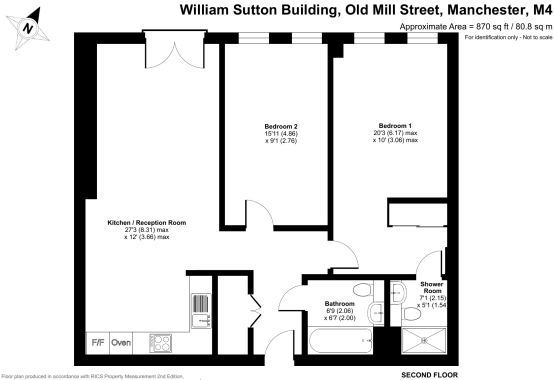 William Sutton Building, Old Mill Street, Manchester, M4
Approximate Area = 870 sq ft / 80.8 sq m
For identification only - Not to scale
N
Bedroom 2
15'11 (4.86)
x 9'1 (2.76)
Bedroom 1
20'3 (6.17) max
x 10' (3.06) max
Kitchen / Reception Room
27'3 (8.31) max
x 12' (3.66) max
Shower
Room
7'1 (2.15)
x 5'1 (1.54
Bathroom
6'9 (2.06)
x 6'7 (2.00)
F/F
Oven
SECOND FLOOR
Floor plan produced in accordance with RICS Property Measurement 2nd Edition.